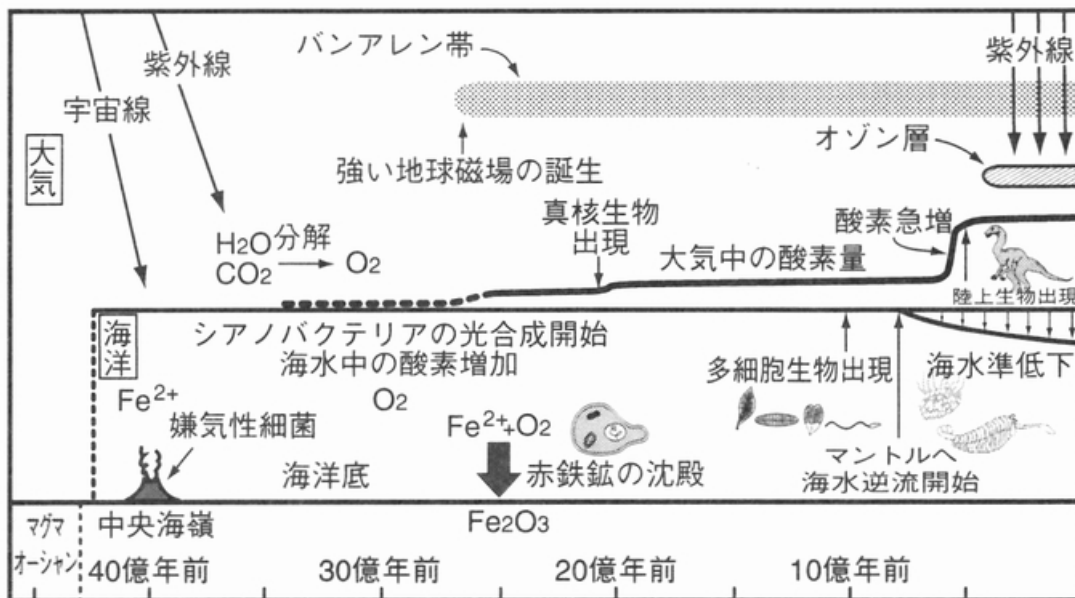 紫外線
宇宙線
大気
バンアレン帯
強い地球磁場の誕生
紫外線
オゾン層
H2O分解
CO2 → O2
真核生物
出現
大気中の酸素量
酸素急増
陸上生物出現
海洋
シアノバクテリアの光合成開始
海水中の酸素増加
O2
Fe2+
嫌気性細菌
海洋底
Fe2++O2
赤鉄鉱の沈殿
多細胞生物出現
海水準低下
マントルへ
海水逆流開始
マグマ
オーシャン
中央海嶺
Fe2O3
40億年前
30億年前
20億年前
10億年前